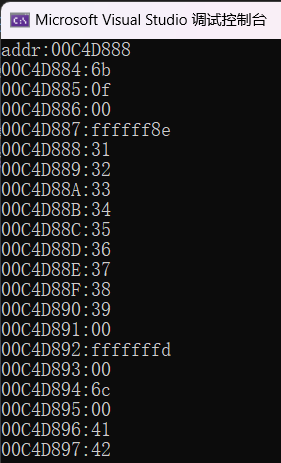 Microsoft Visual Studio 调试控制台
addr:00C4D888
00C4D884:6b
00C4D885:0f
00C4D886:00
00C4D887:ffffff8e
00C4D888:31
00C4D889:32
00C4D88A:33
00C4D88B:34
00C4D88C:35
00C4D88D:36
00C4D88E:37
00C4D88F:38
00C4D890:39
00C4D891:00
00C4D892:fffffffd
00C4D893:00
00C4D894:6c
00C4D895:00
00C4D896:41
00C4D897:42